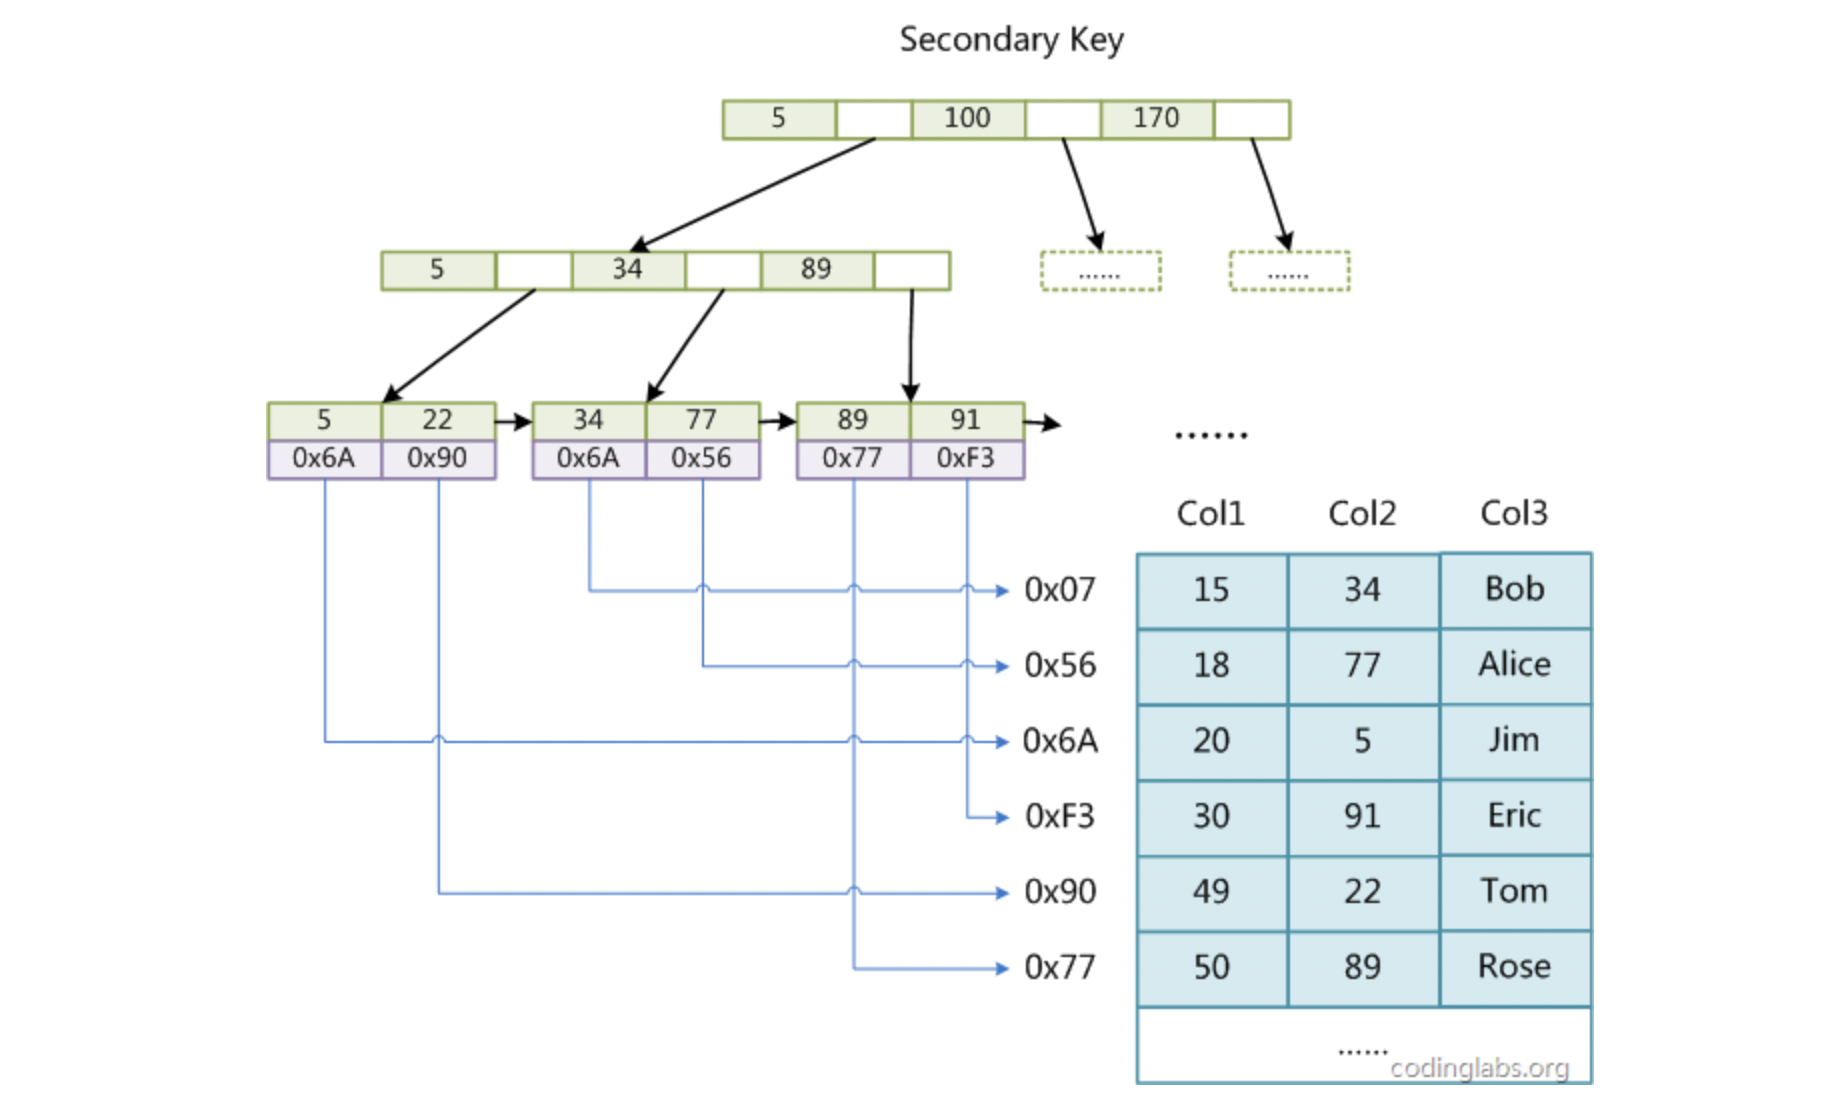 Secondary Key
5 100 170
5 34 89
...... ......
5 22 34 77 89 91
0x6A 0x90 0x6A 0x56 0x77 0xF3
......
Col1 Col2 Col3
0x07 15 34 Bob
0x56 18 77 Alice
0x6A 20 5 Jim
0xF3 30 91 Eric
0x90 49 22 Tom
0x77 50 89 Rose
......
codinglabs.org